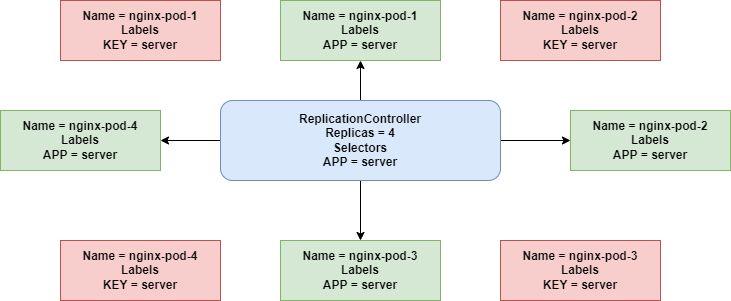 Name = nginx-pod-1
Labels
KEY = server
Name = nginx-pod-1
Labels
APP = server
Name = nginx-pod-2
Labels
KEY = server
Name = nginx-pod-4
Labels
APP = server
ReplicationController
Replicas = 4
Selectors
APP = server
Name = nginx-pod-2
Labels
APP = server
Name = nginx-pod-4
Labels
KEY = server
Name = nginx-pod-3
Labels
APP = server
Name = nginx-pod-3
Labels
KEY = server